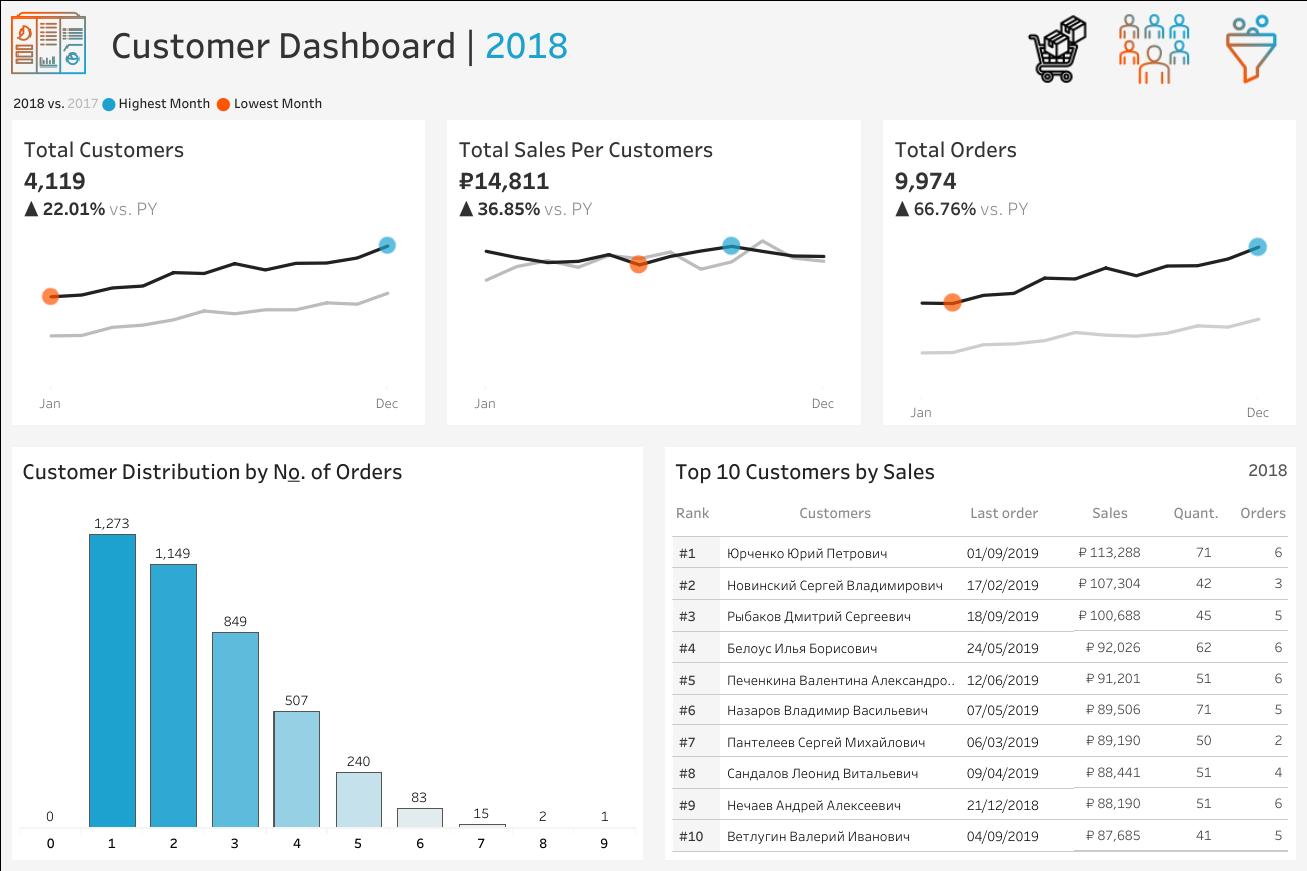 Customer Dashboard | 2018
2018 vs. 2017 Highest Month Lowest Month
Total Customers
4,119
▲ 22.01% vs. PY
Jan Dec
Total Sales Per Customers
₽14,811
▲ 36.85% vs. PY
Jan Dec
Total Orders
9,974
▲ 66.76% vs. PY
Jan Dec
Customer Distribution by No. of Orders
1,273
1,149
849
507
240
83
15
0 2 1
0 1 2 3 4 5 6 7 8 9
Top 10 Customers by Sales 2018
Rank Customers Last order Sales Quant. Orders
#1 Юрченко Юрий Петрович 01/09/2019 ₽ 113,288 71 6
#2 Новинский Сергей Владимирович 17/02/2019 ₽ 107,304 42 3
#3 Рыбаков Дмитрий Сергеевич 18/09/2019 ₽ 100,688 45 5
#4 Белоус Илья Борисович 24/05/2019 ₽ 92,026 62 6
#5 Печенкина Валентина Александро.. 12/06/2019 ₽ 91,201 51 6
#6 Назаров Владимир Васильевич 07/05/2019 ₽ 89,506 71 5
#7 Пантелеев Сергей Михайлович 06/03/2019 ₽ 89,190 50 2
#8 Сандалов Леонид Витальевич 09/04/2019 ₽ 88,441 51 4
#9 Нечаев Андрей Алексеевич 21/12/2018 ₽ 88,190 51 6
#10 Ветлугин Валерий Иванович 04/09/2019 ₽ 87,685 41 5